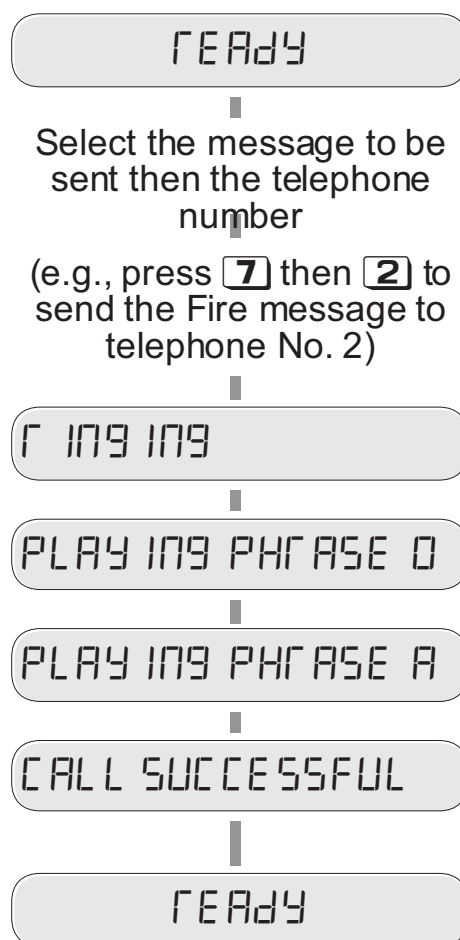 rEAdY
Select the message to be
sent then the telephone
number
(e.g., press 7 then 2 to
send the Fire message to
telephone No. 2)
rIngIng
PLAYIng PHrASE 0
PLAYIng PHrASE A
CALL SUCCESSFUL
rEAdY